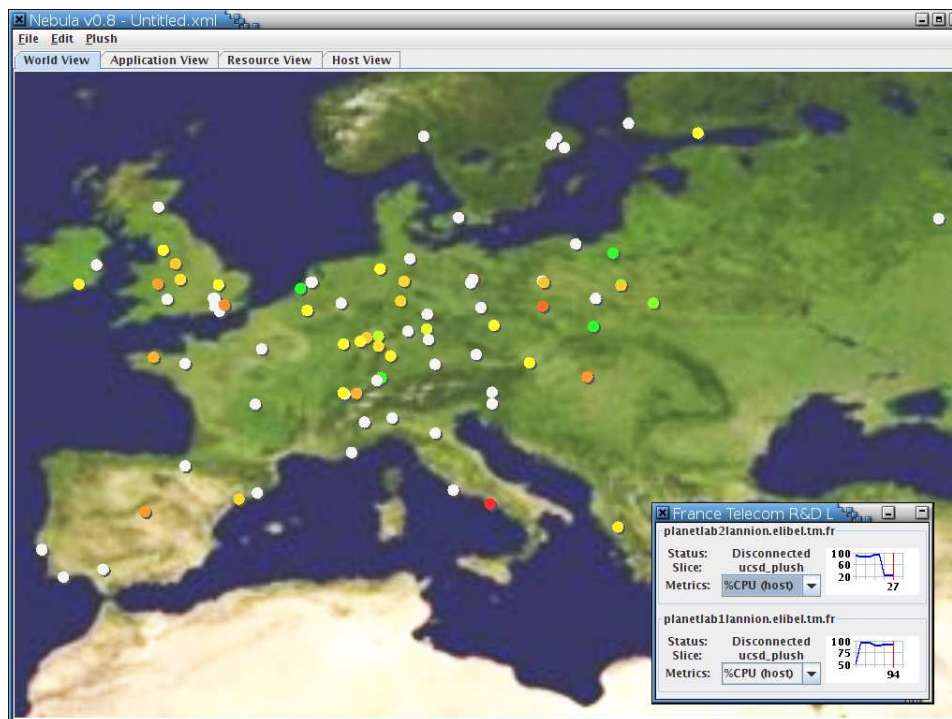 Nebula v0.8 - Untitled.xml
File Edit Plush
World View Application View Resource View Host View
France Telecom R&D L
planetlab2lannion.elibel.tm.fr
Status: Disconnected
Slice: ucsd_plush
Metrics: %CPU (host)
100
60
20
27
planetlab1lannion.elibel.tm.fr
Status: Disconnected
Slice: ucsd_plush
Metrics: %CPU (host)
100
75
50
94